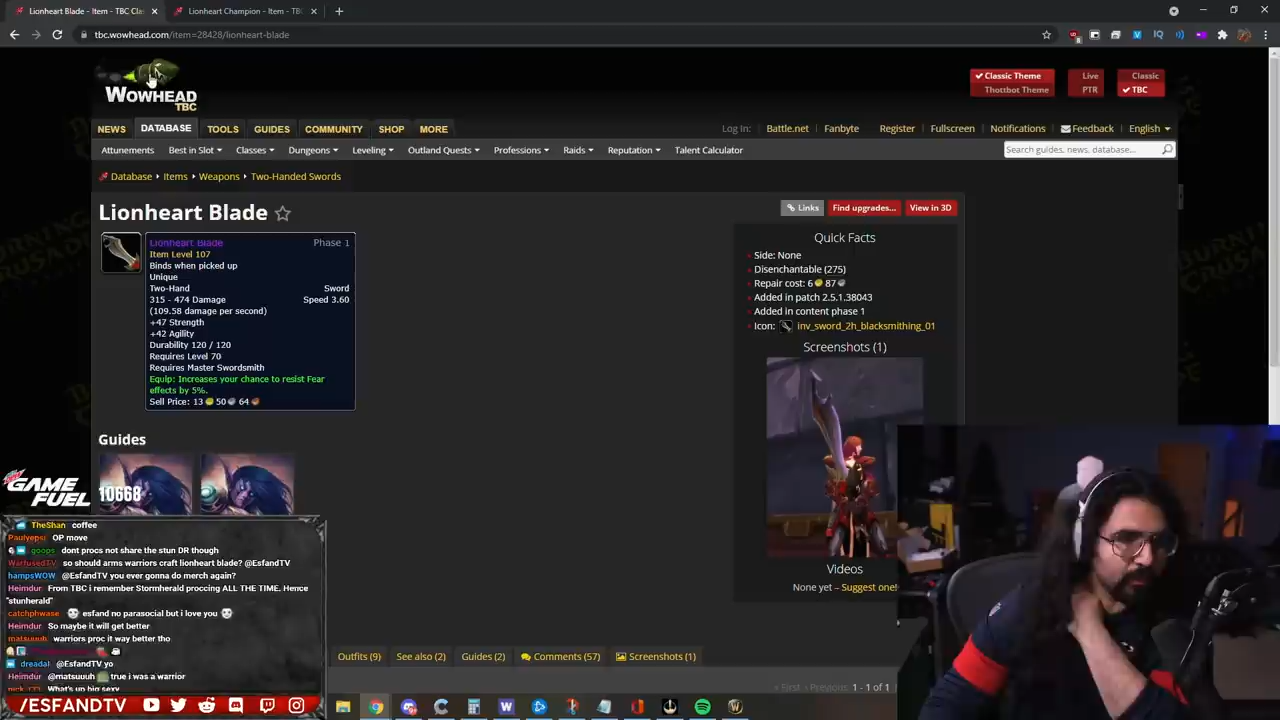 Lionheart Blade - Item - TBC Clas
Lionheart Champion - Item - TBC
tbc.wowhead.com/item=28428/lionheart-blade
WOWHEAD
TBC
Classic Theme
Thottbot Theme
Live
PTR
Classic
TBC
NEWS DATABASE TOOLS GUIDES COMMUNITY SHOP MORE
Log In: Battle.net Fanbyte Register Fullscreen Notifications Feedback English
Attunements Best in Slot Classes Dungeons Leveling Outland Quests Professions Raids Reputation Talent Calculator
Search guides, news, database...
Database Items Weapons Two-Handed Swords
Lionheart Blade
Links Find upgrades... View in 3D
Lionheart Blade Phase 1
Item Level 107
Binds when picked up
Unique
Two-Hand Sword
315 - 474 Damage Speed 3.60
(109.58 damage per second)
+47 Strength
+42 Agility
Durability 120 / 120
Requires Level 70
Requires Master Swordsmith
Equip: Increases your chance to resist Fear
effects by 5%.
Sell Price: 13 50 64
Quick Facts
Side: None
Disenchantable (275)
Repair cost: 6 87
Added in patch 2.5.1.38043
Added in content phase 1
Icon: inv_sword_2h_blacksmithing_01
Screenshots (1)
Videos
None yet – Suggest one!
Guides
GAME
FUEL
10668
TheShan coffee
Paulyepsi OP move
goops dont procs not share the stun DR though
WarfusedTV so should arms warriors craft lionheart blade? @EsfandTV
hampsWOW @EsfandTV you ever gonna do merch again?
Heimdur: From TBC i remember Stormherald proccing ALL THE TIME. Hence
"stunherald"
catchphwase esfand no parasocial but i love you
Heimdur: So maybe it will get better
matsuuuh warriors proc it way better tho
dreadal: @EsfandTV yo
Heimdur: @matsuuuh true i was a warrior
What's up big sexy
/ESFANDTV
Outfits (9) See also (2) Guides (2) Comments (57) Screenshots (1)
‹ First ‹ Previous 1 - 1 of 1